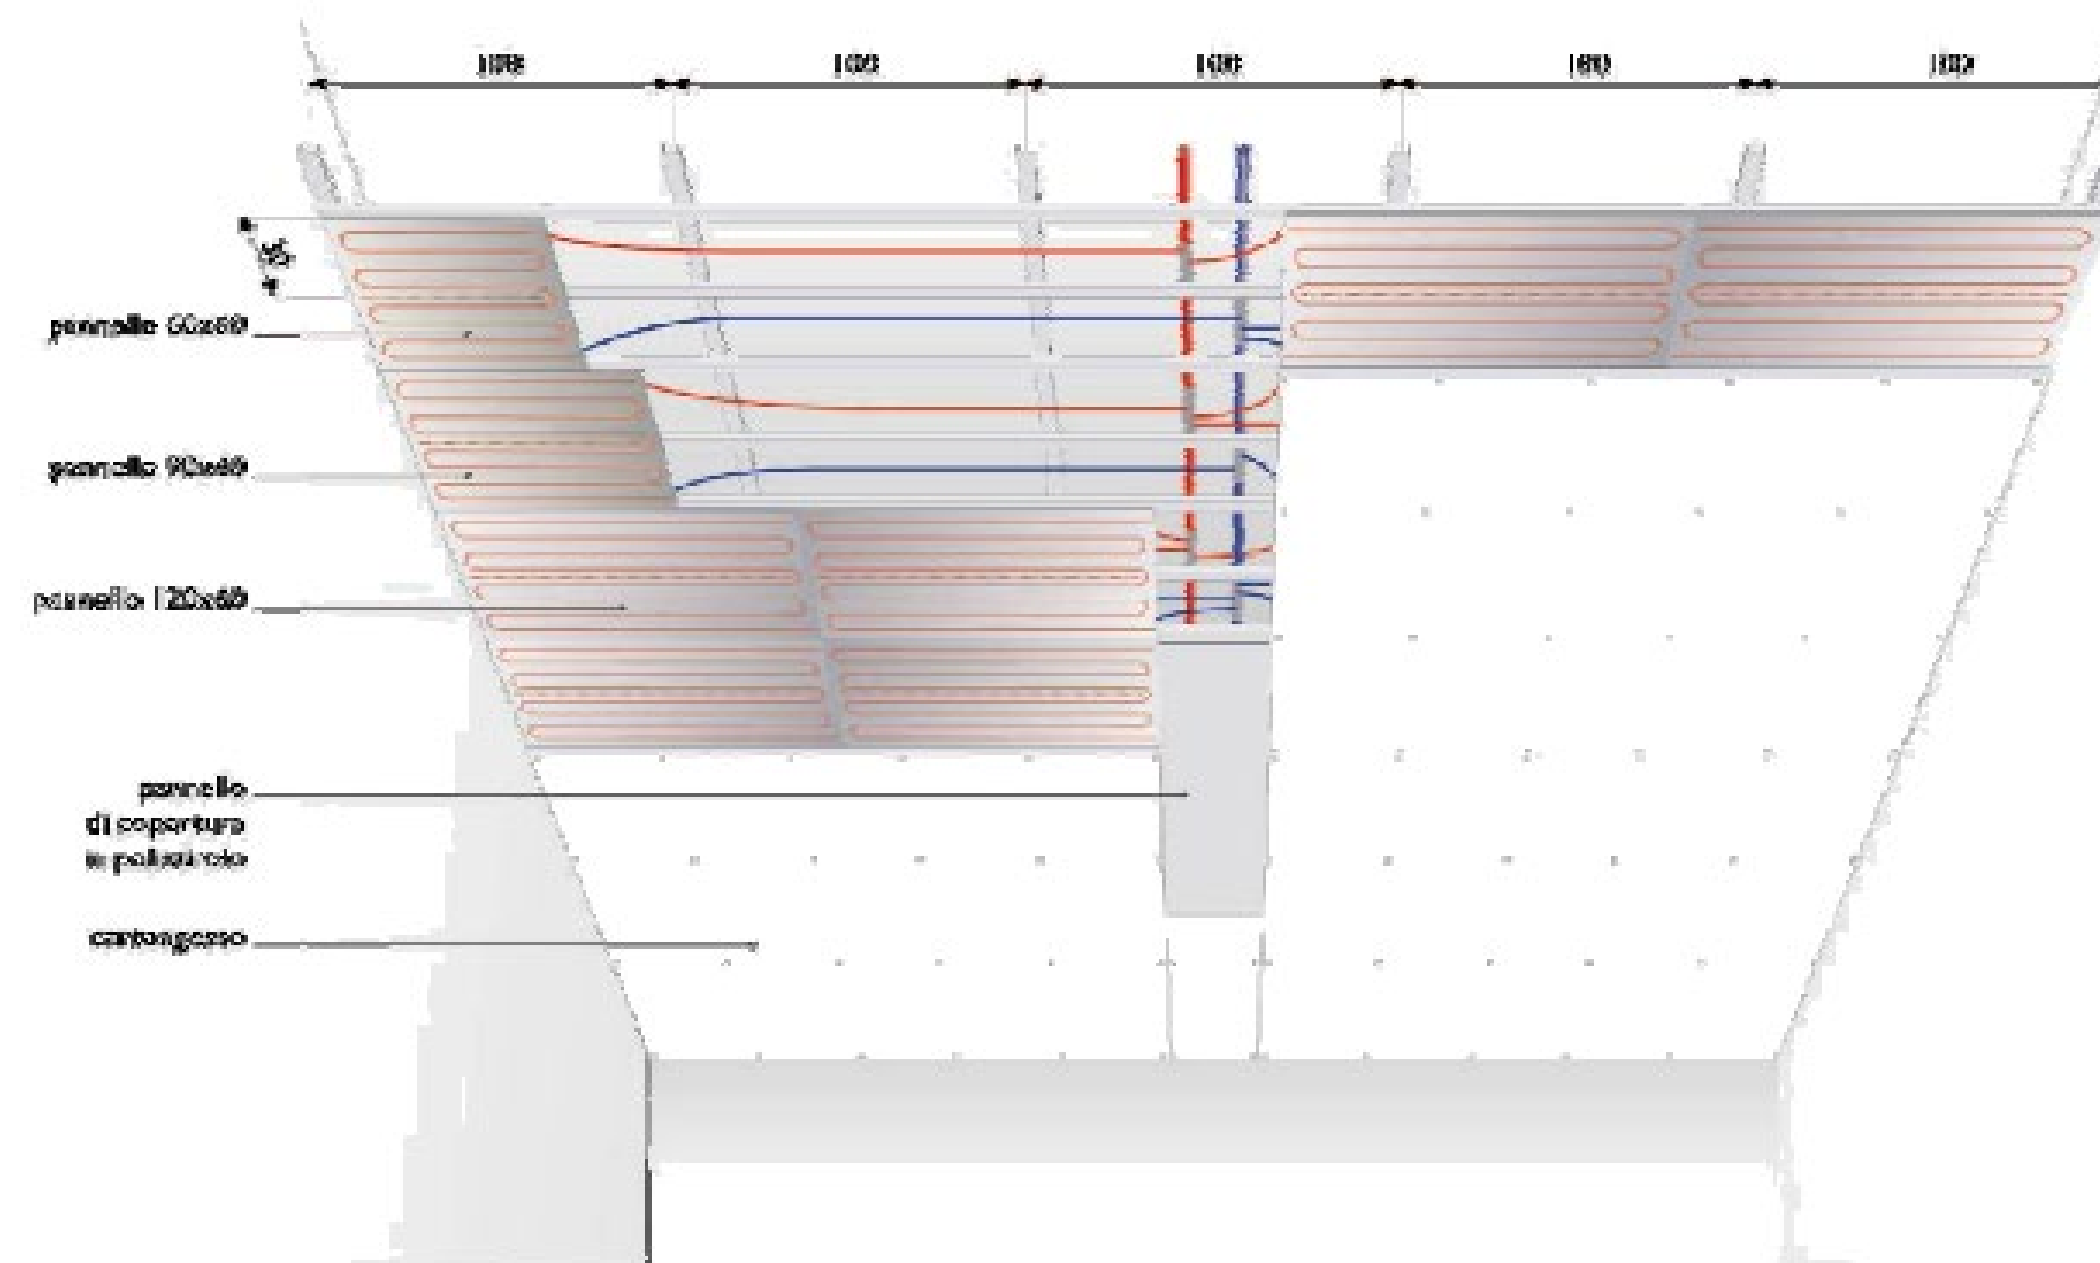 100 100 100 100 100
pannello 60x60
pannello 90x60
pannello 120x60
pannello
di copertura
in polistirolo
cartongesso